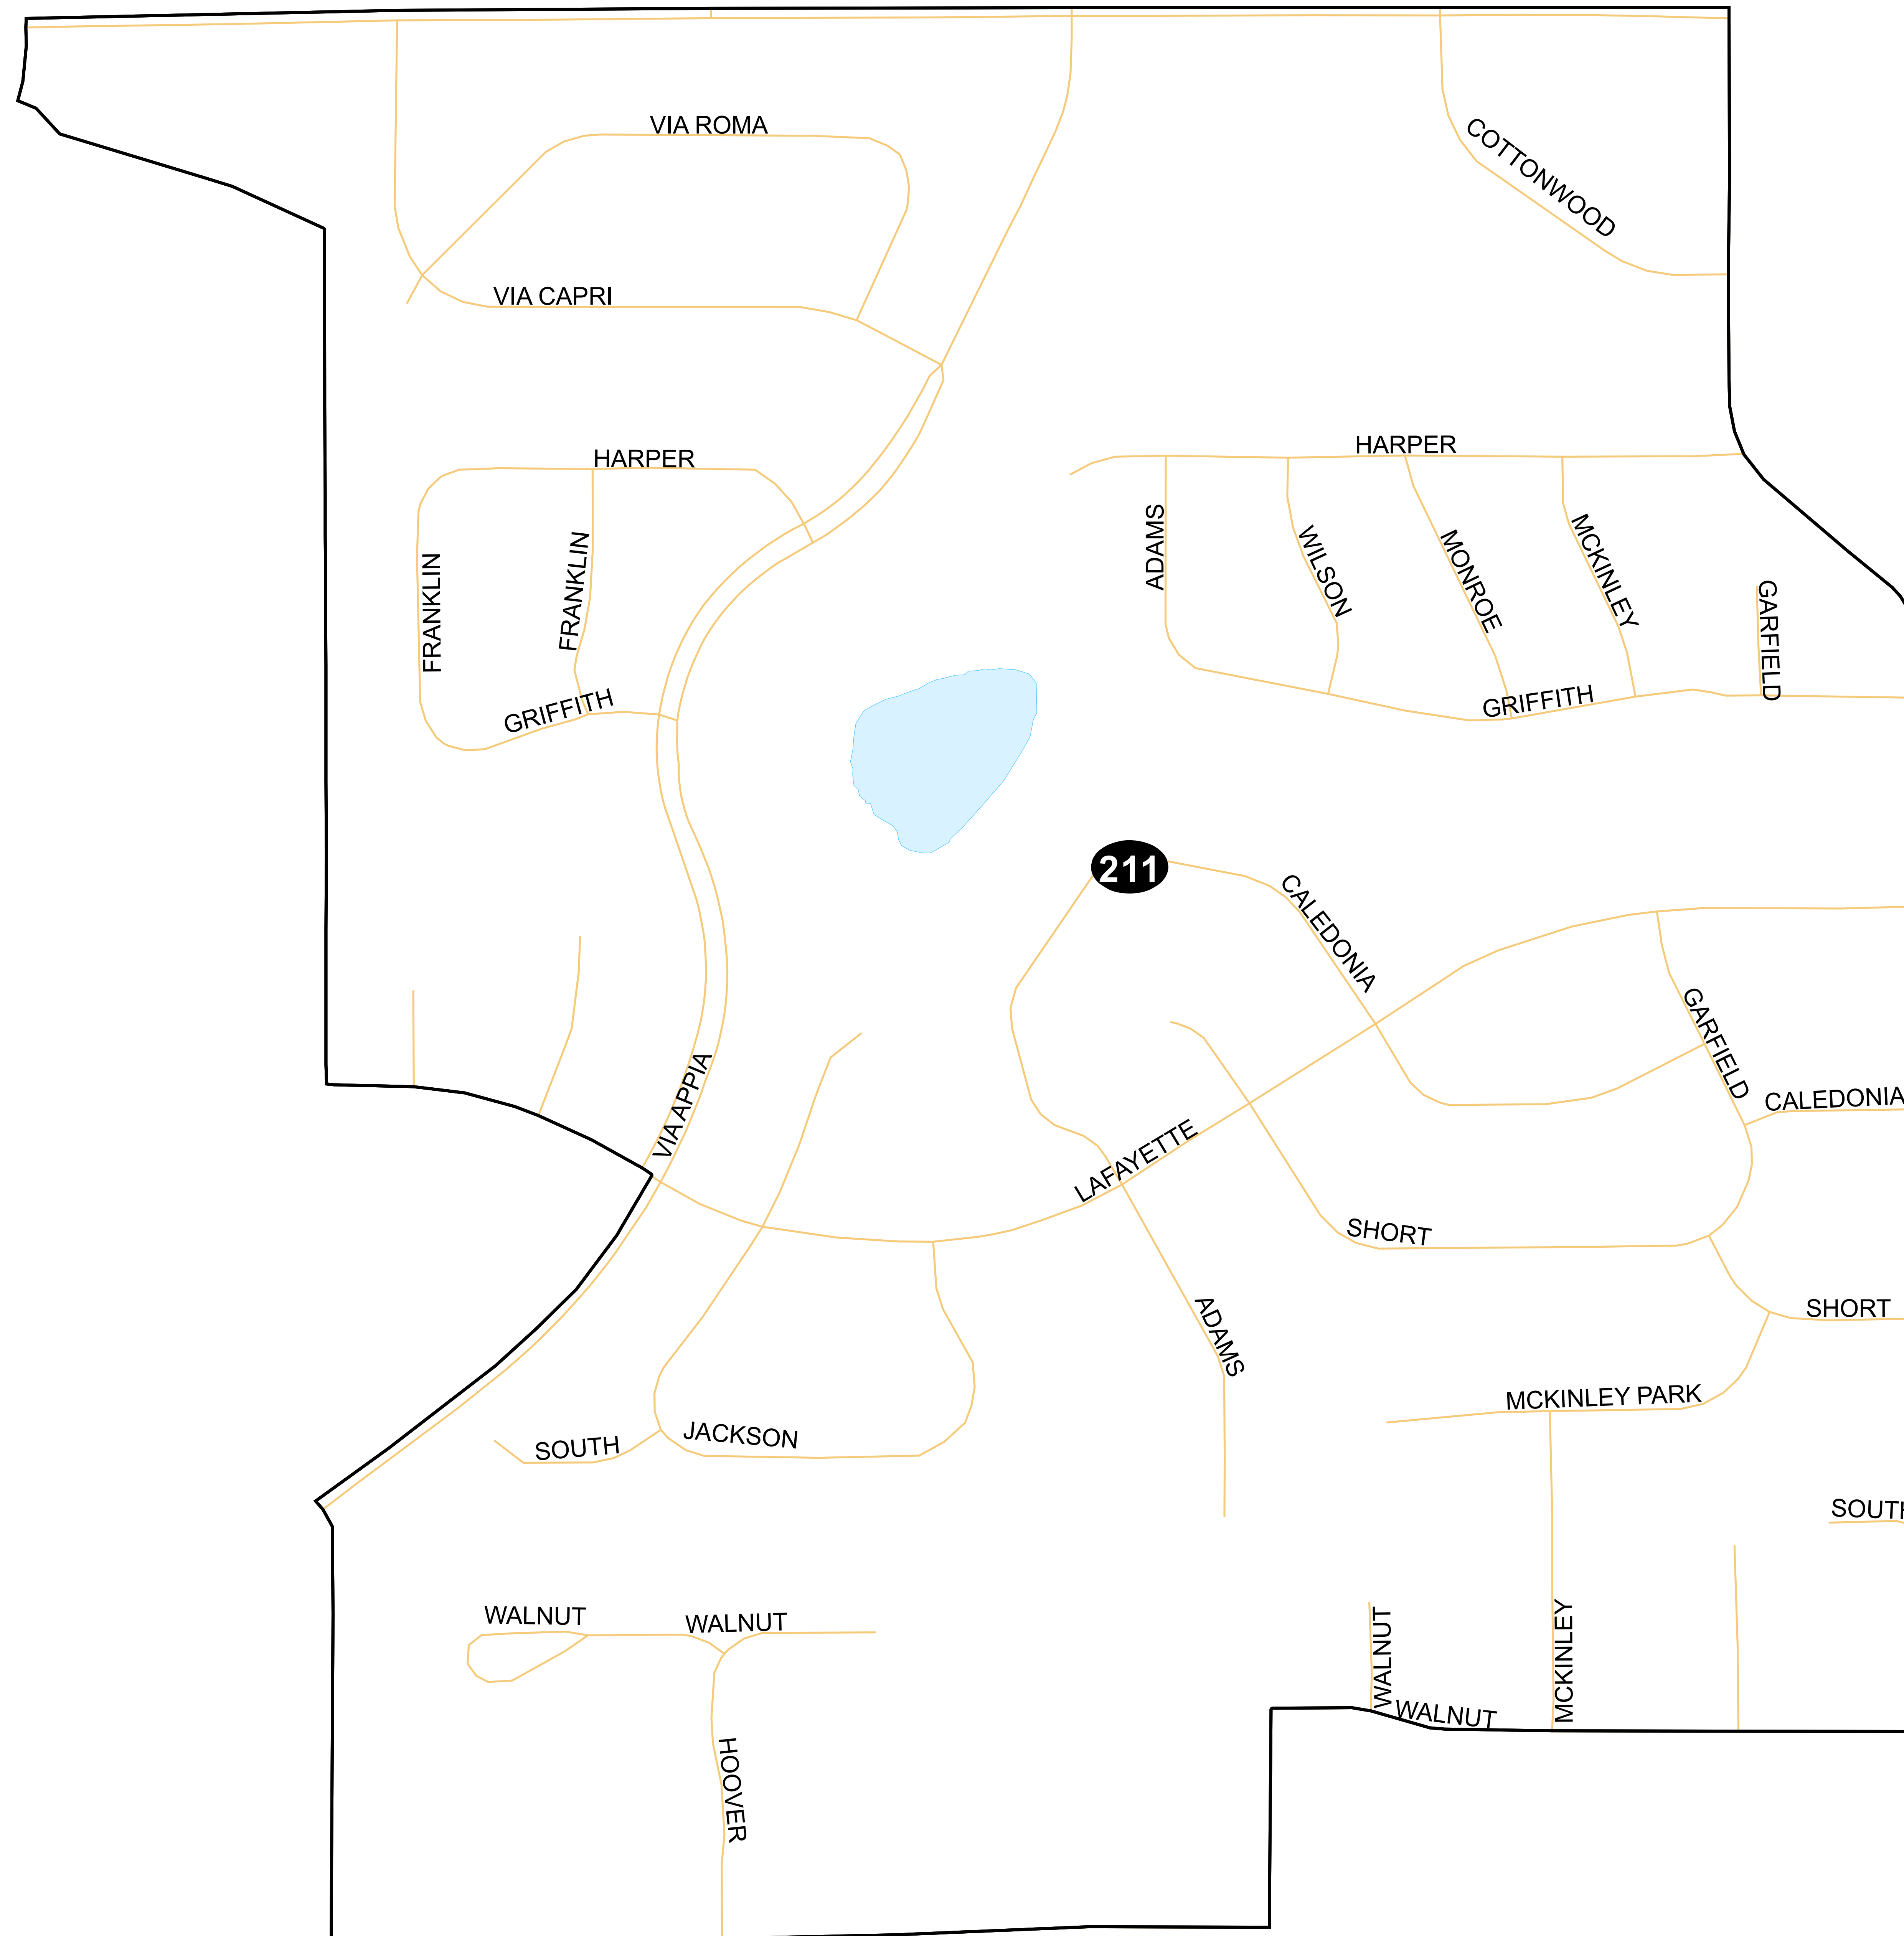 VIA ROMA
COTTONWOOD
VIA CAPRI
HARPER
HARPER
FRANKLIN
FRANKLIN
ADAMS
WILSON
MONROE
MCKINLEY
GARFIELD
GRIFFITH
GRIFFITH
211
CALEDONIA
GARFIELD
CALEDONIA
VIA APPIA
LAFAYETTE
SHORT
SHORT
ADAMS
MCKINLEY PARK
SOUTH
JACKSON
SOUTH
WALNUT
WALNUT
WALNUT
MCKINLEY
WALNUT
HOOVER